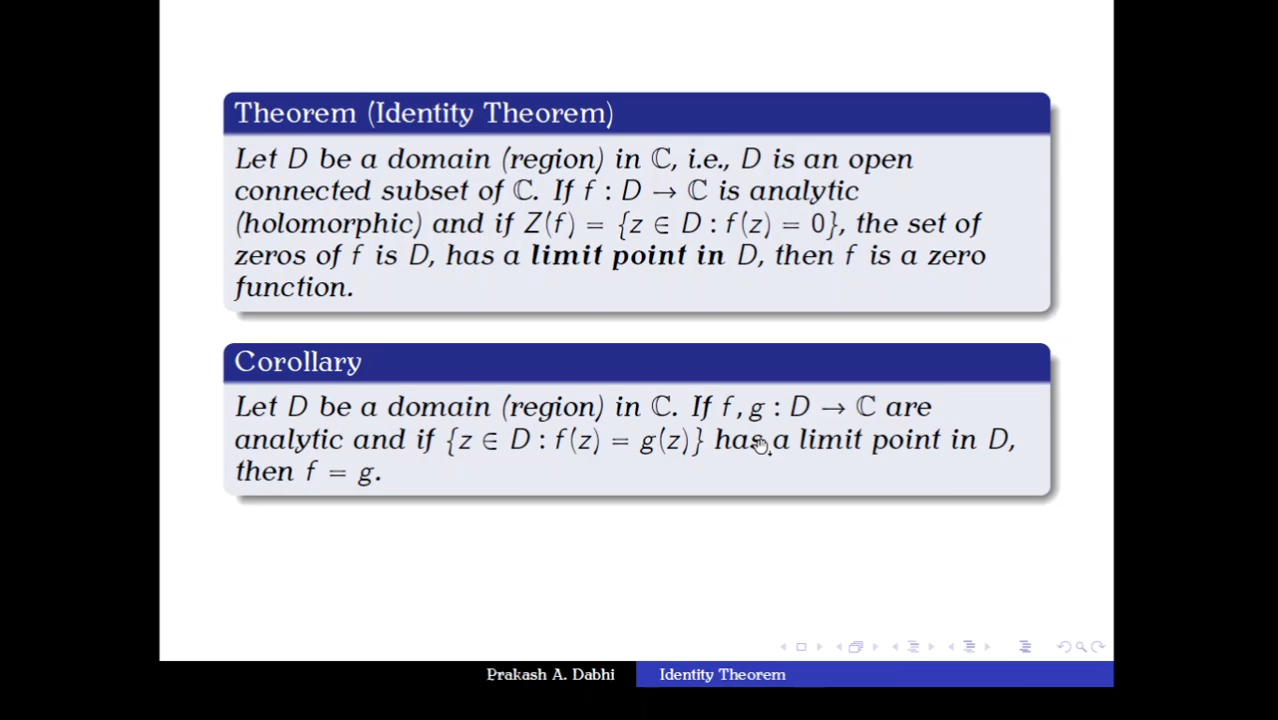 Theorem (Identity Theorem)
Let D be a domain (region) in ℂ, i.e., D is an open
connected subset of ℂ. If f : D → ℂ is analytic
(holomorphic) and if Z(f) = {z ∈ D : f(z) = 0}, the set of
zeros of f is D, has a limit point in D, then f is a zero
function.
Corollary
Let D be a domain (region) in ℂ. If f, g : D → ℂ are
analytic and if {z ∈ D : f(z) = g(z)} has a limit point in D,
then f = g.
Prakash A. Dabhi
Identity Theorem